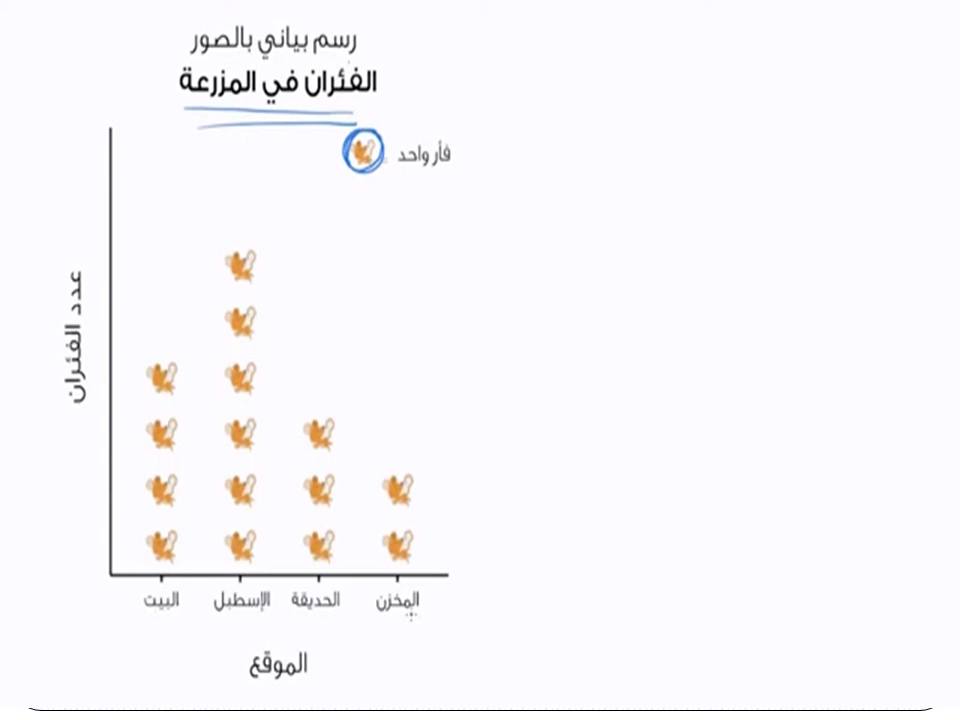 رسم بياني بالصور
الفئران في المزرعة
فأر واحد
عدد الفئران
البيت
الإسطبل
الحديقة
المخزن
الموقع